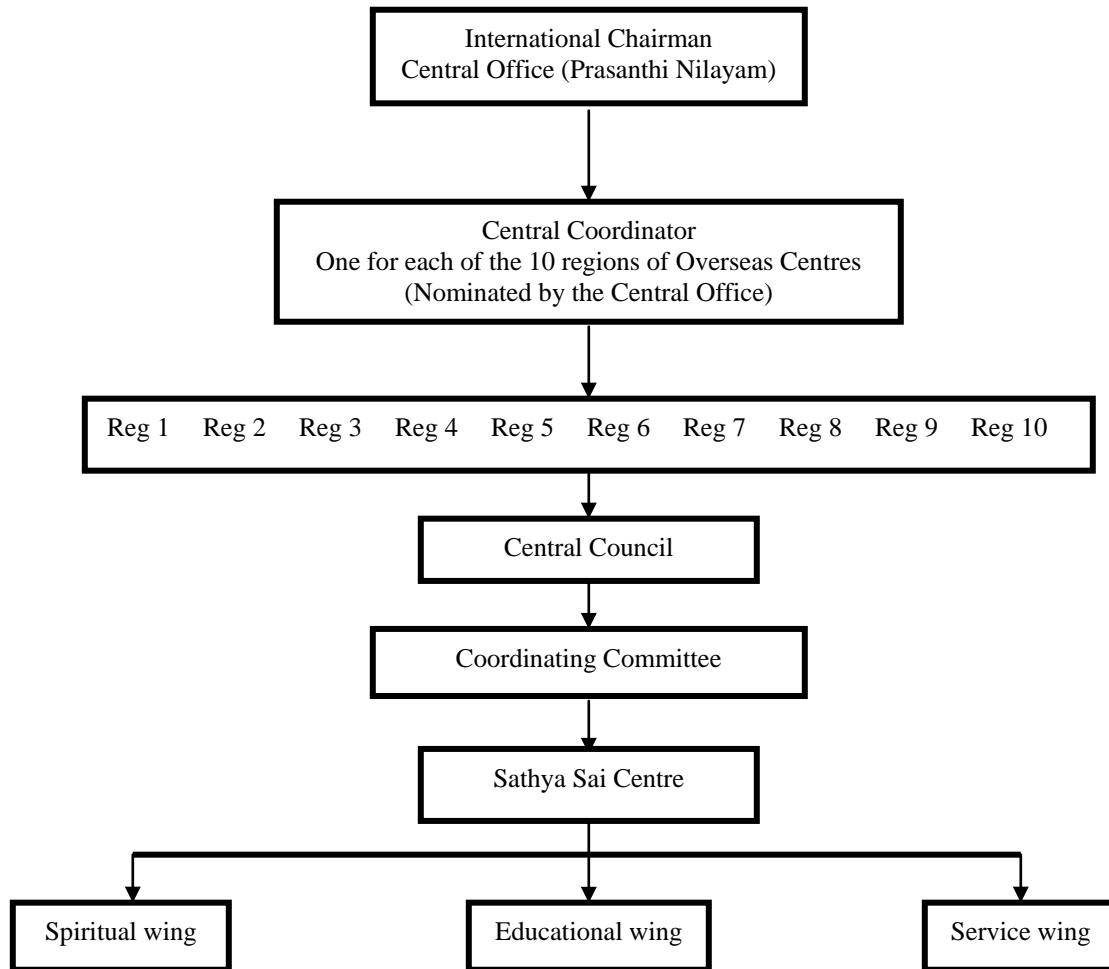 International Chairman
Central Office (Prasanthi Nilayam)
Central Coordinator
One for each of the 10 regions of Overseas Centres
(Nominated by the Central Office)
Reg 1 Reg 2 Reg 3 Reg 4 Reg 5 Reg 6 Reg 7 Reg 8 Reg 9 Reg 10
Central Council
Coordinating Committee
Sathya Sai Centre
Spiritual wing Educational wing Service wing